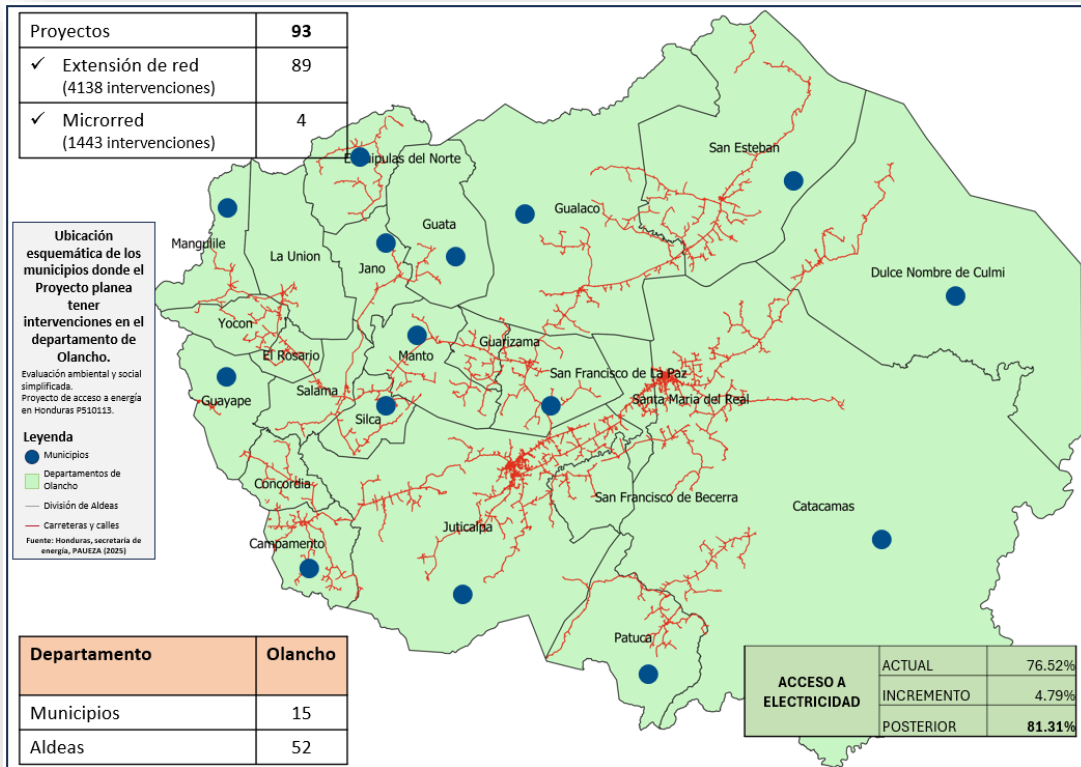 Proyectos 93
✓ Extensión de red 89
(4138 intervenciones)
✓ Microrred 4
(1443 intervenciones)
Ubicación
esquemática de los
municipios donde el
Proyecto planea
tener
intervenciones en el
departamento de
Olancho.
Evaluación ambiental y social
simplificada.
Proyecto de acceso a energía
en Honduras P510113.
Leyenda
Municipios
Departamentos de
Olancho
División de Aldeas
Carreteras y calles
Fuente: Honduras, secretaría de
energía, PAUEZA (2025)
San Esteban
Esquipulas del Norte
Gualaco
Guata
Mangulile
La Union
Jano
Dulce Nombre de Culmi
Yocon
El Rosario
Manto
Guarizama
San Francisco de La Paz
Salama
Guayape
Silca
Santa Maria del Real
Concordia
San Francisco de Becerra
Catacamas
Juticalpa
Campamento
Patuca
Departamento Olancho
Municipios 15
Aldeas 52
ACCESO A
ELECTRICIDAD
ACTUAL 76.52%
INCREMENTO 4.79%
POSTERIOR 81.31%